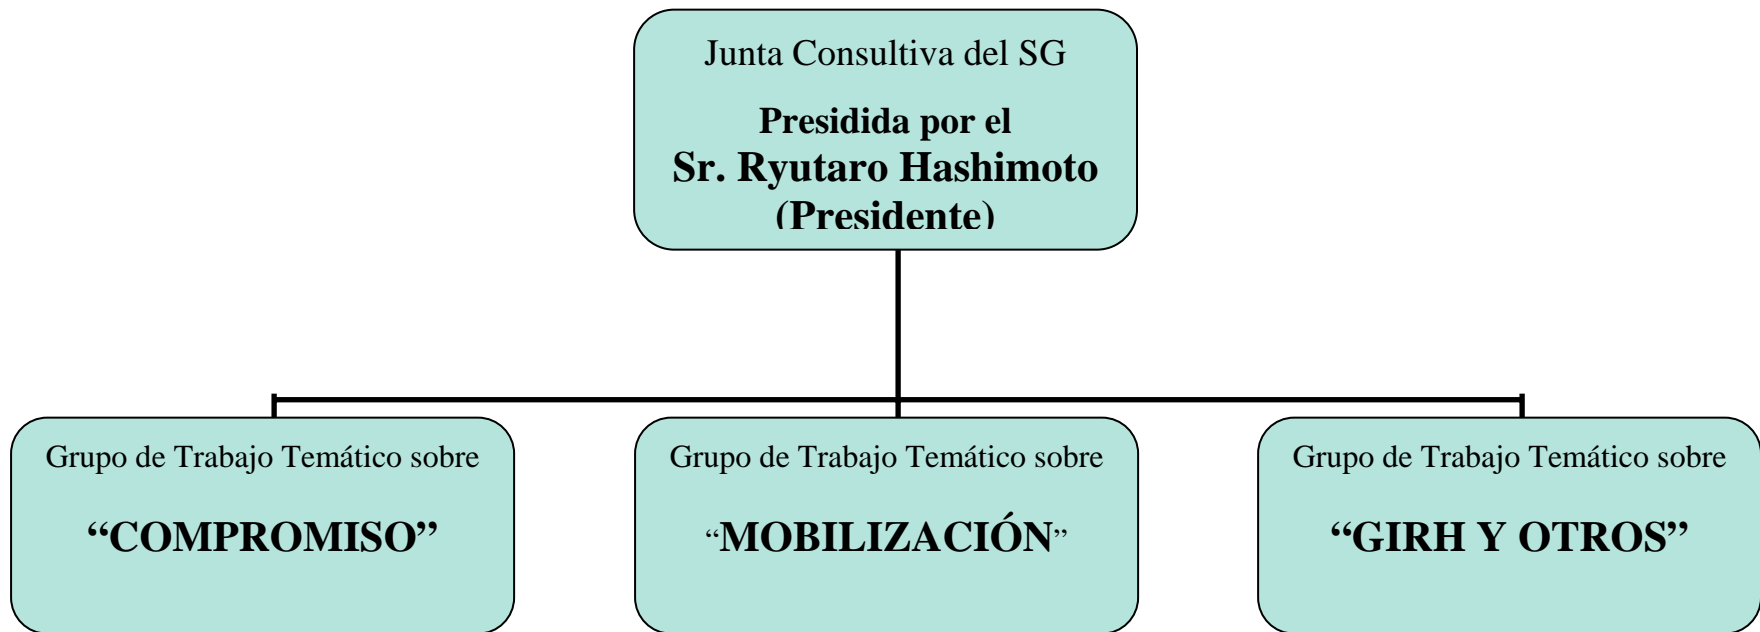 Junta Consultiva del SG
Presidida por el
Sr. Ryutaro Hashimoto
(Presidente)
Grupo de Trabajo Temático sobre
“COMPROMISO”
Grupo de Trabajo Temático sobre
“MOBILIZACIÓN”
Grupo de Trabajo Temático sobre
“GIRH Y OTROS”